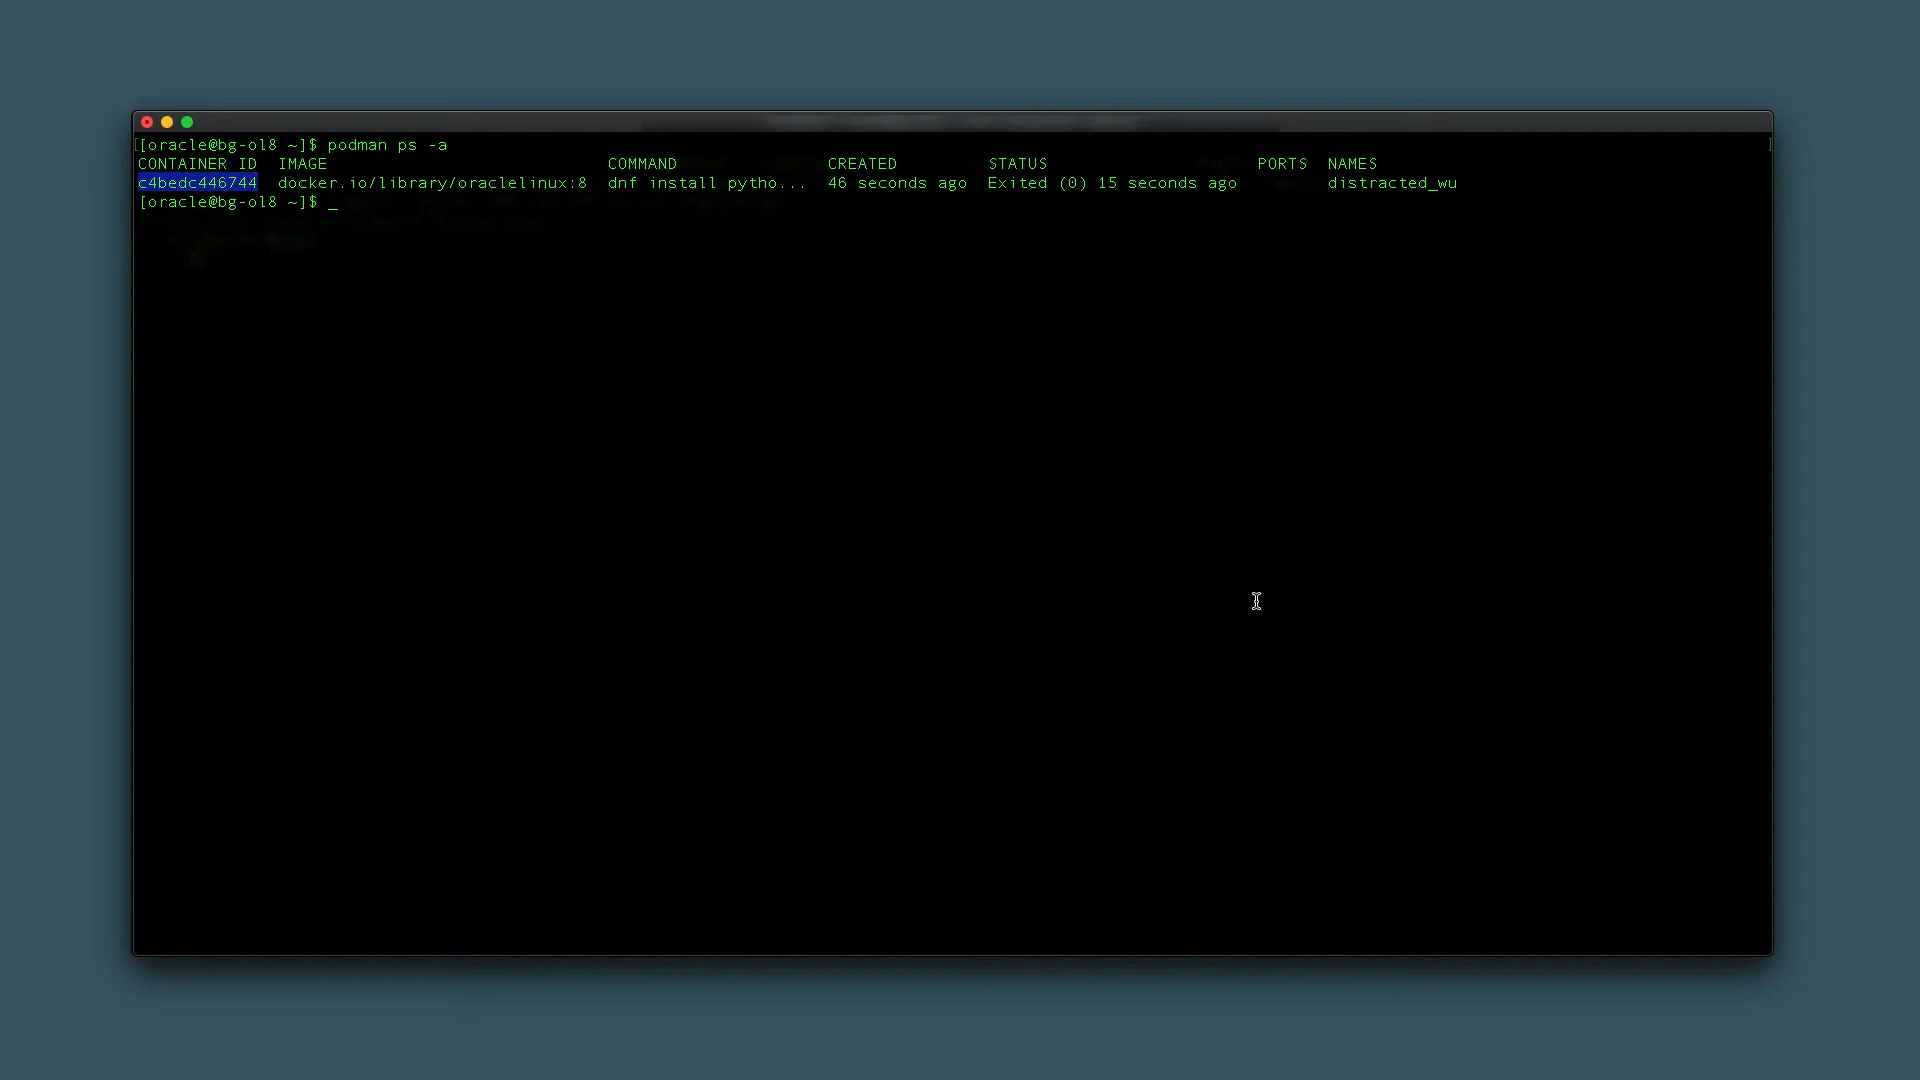 [oracle@bg-ol8 ~]$ podman ps -a
CONTAINER ID  IMAGE                            COMMAND               CREATED         STATUS                     PORTS  NAMES
c4bedc446744  docker.io/library/oraclelinux:8  dnf install pytho...  46 seconds ago  Exited (0) 15 seconds ago         distracted_wu
[oracle@bg-ol8 ~]$ _